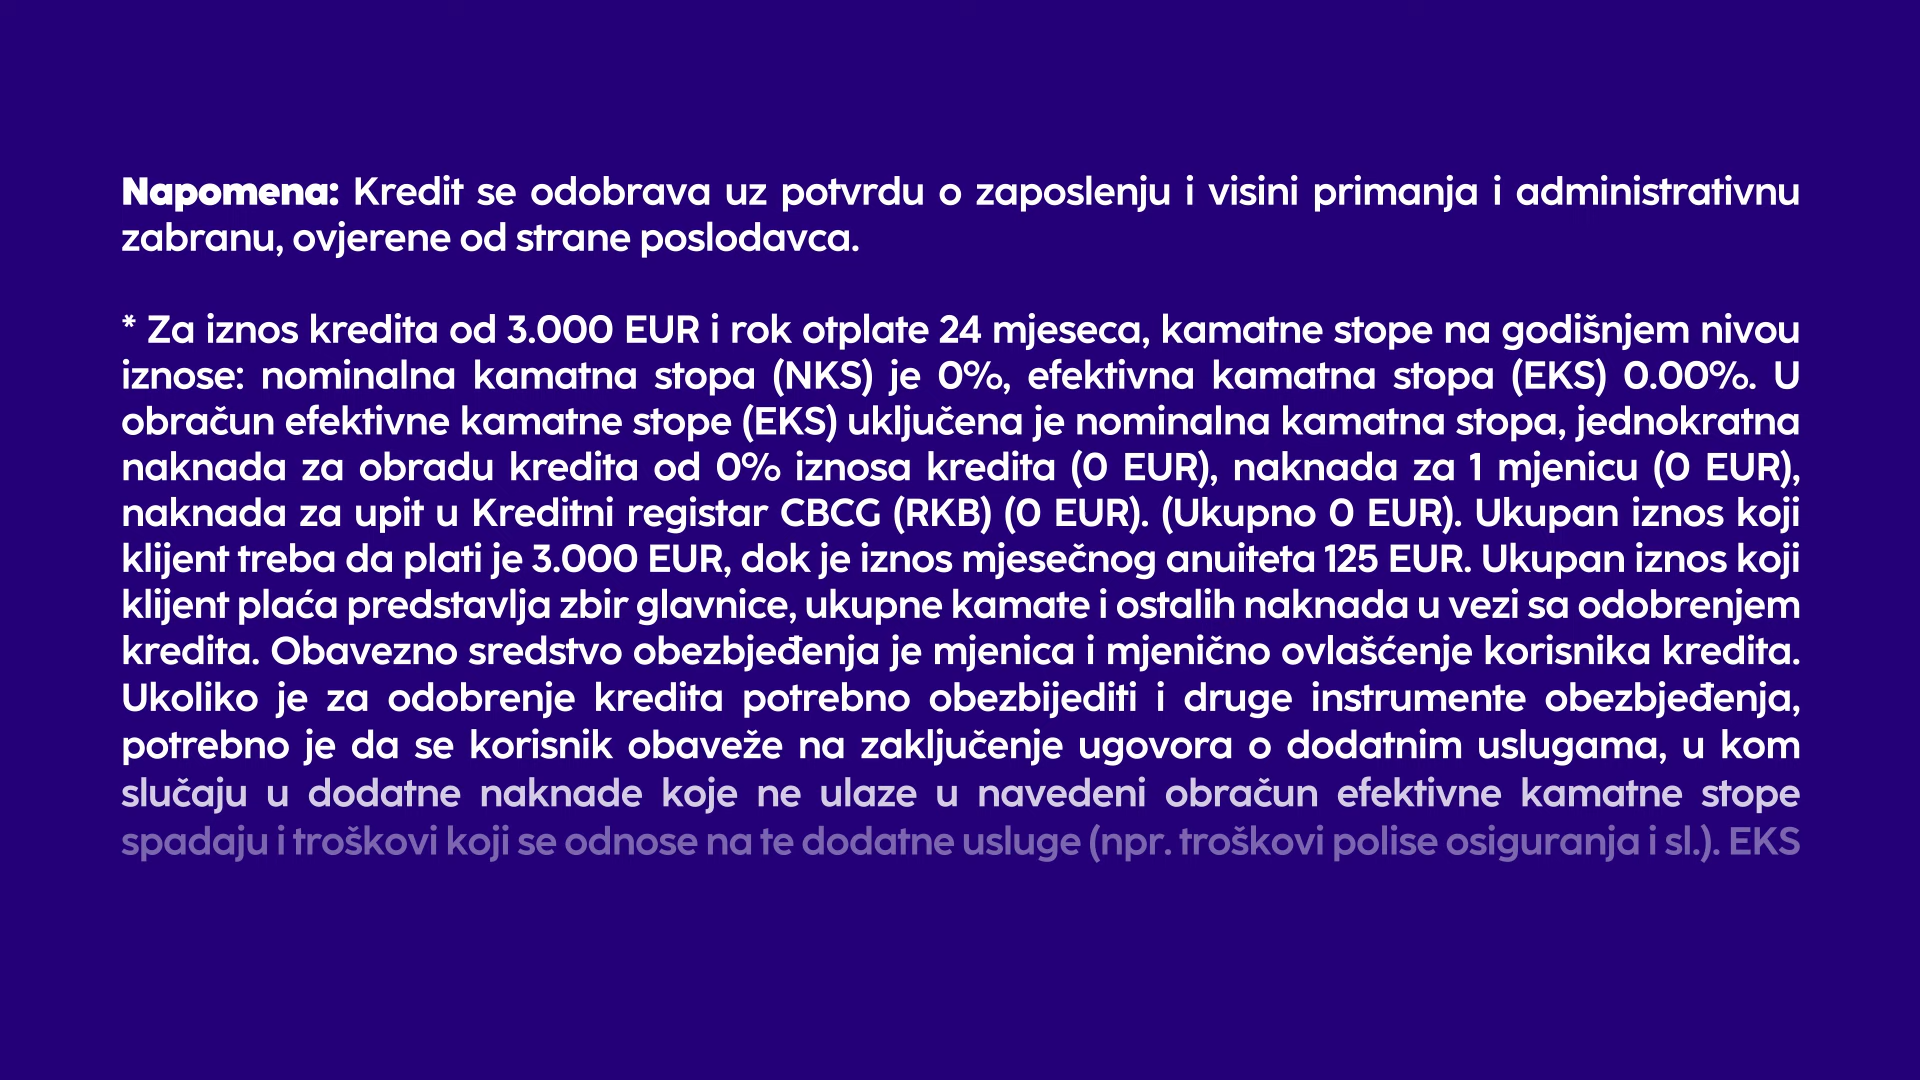 Napomena: Kredit se odobrava uz potvrdu o zaposlenju i visini primanja i administrativnu
zabranu, ovjerene od strane poslodavca.
* Za iznos kredita od 3.000 EUR i rok otplate 24 mjeseca, kamatne stope na godišnjem nivou
iznose: nominalna kamatna stopa (NKS) je 0%, efektivna kamatna stopa (EKS) 0.00%. U
obračun efektivne kamatne stope (EKS) uključena je nominalna kamatna stopa, jednokratna
naknada za obradu kredita od 0% iznosa kredita (0 EUR), naknada za 1 mjenicu (0 EUR),
naknada za upit u Kreditni registar CBCG (RKB) (0 EUR). (Ukupno 0 EUR). Ukupan iznos koji
klijent treba da plati je 3.000 EUR, dok je iznos mjesečnog anuiteta 125 EUR. Ukupan iznos koji
klijent plaća predstavlja zbir glavnice, ukupne kamate i ostalih naknada u vezi sa odobrenjem
kredita. Obavezno sredstvo obezbjeđenja je mjenica i mjenično ovlašćenje korisnika kredita.
Ukoliko je za odobrenje kredita potrebno obezbijediti i druge instrumente obezbjeđenja,
potrebno je da se korisnik obaveže na zaključenje ugovora o dodatnim uslugama, u kom
slučaju u dodatne naknade koje ne ulaze u navedeni obračun efektivne kamatne stope
spadaju i troškovi koji se odnose na te dodatne usluge (npr. troškovi polise osiguranja i sl.). EKS